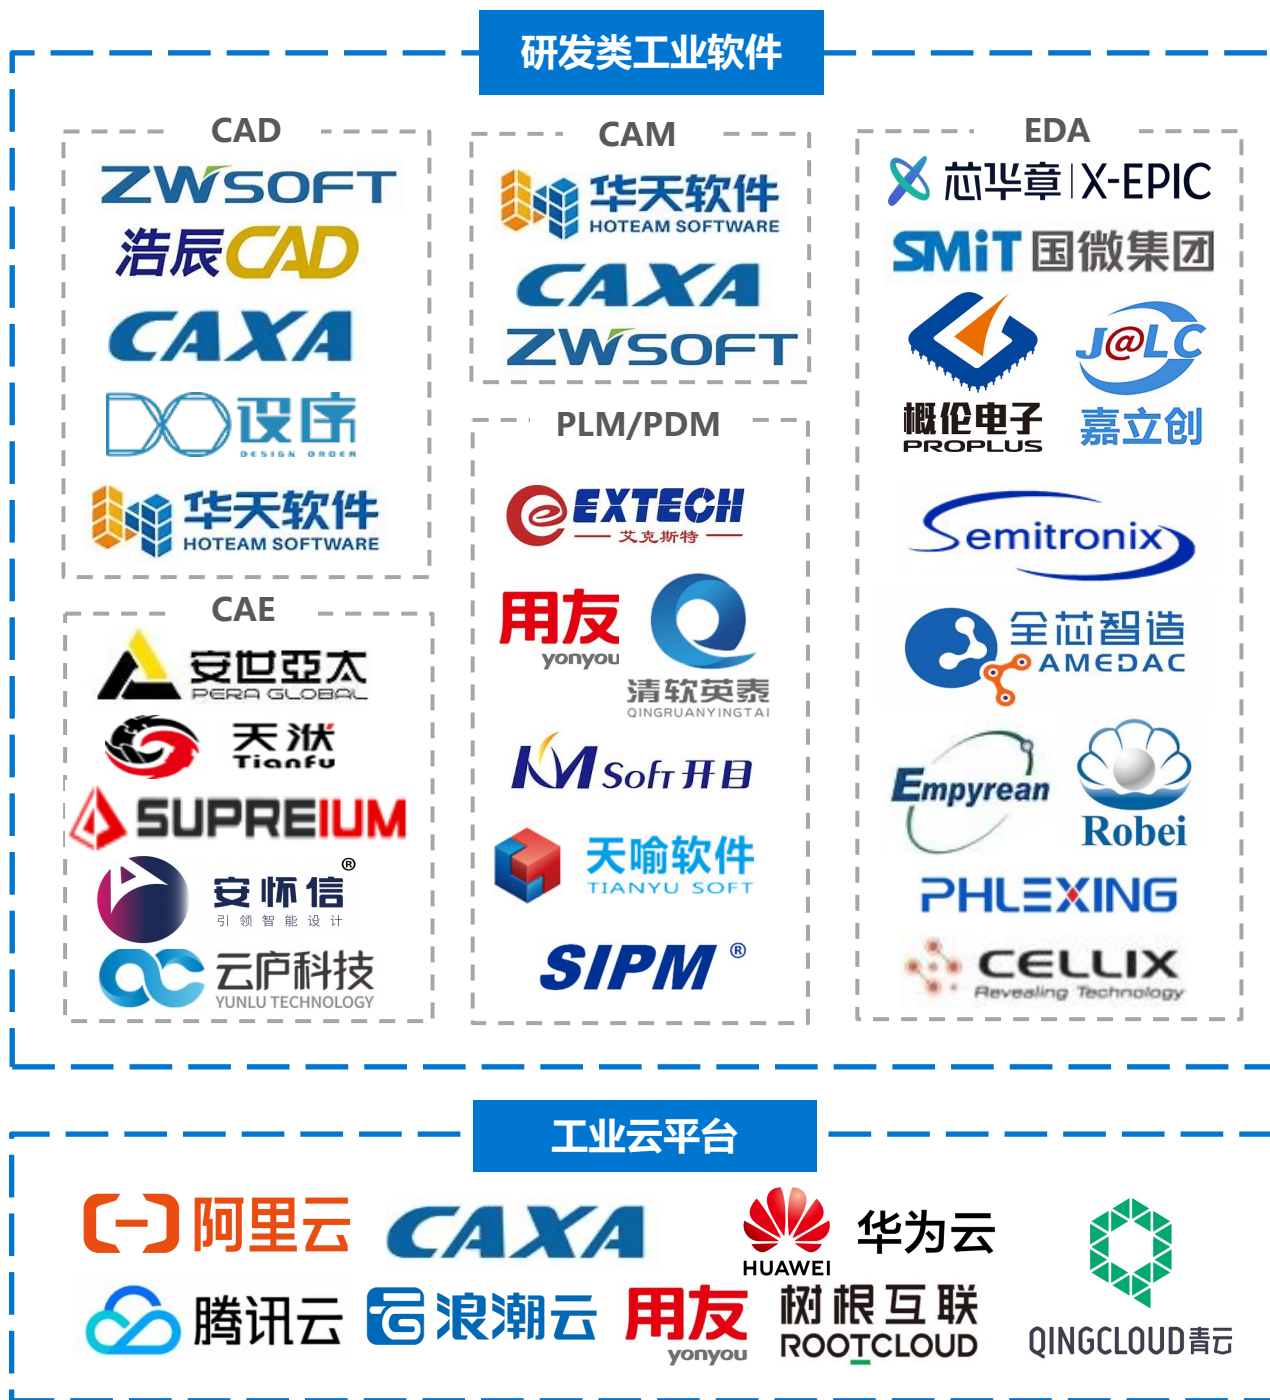 研发类工业软件
CAD
ZWSOFT
浩辰CAD
CAXA
DO设序
DESIGN ORDER
华天软件
HOTEAM SOFTWARE
CAE
安世亞太
PERA GLOBAL
天洑
Tianfu
SUPREIUM
安怀信®
引领智能设计
云庐科技
YUNLU TECHNOLOGY
CAM
华天软件
HOTEAM SOFTWARE
CAXA
ZWSOFT
PLM/PDM
e EXTECH
艾克斯特
用友
yonyou
清软英泰
QINGRUANYINGTAI
KMSoft 开目
天喻软件
TIANYU SOFT
SIPM®
EDA
芯华章 | X-EPIC
SMiT 国微集团
概伦电子
PROPLUS
J@LC
嘉立创
Semitronix
全芯智造
AMEDAC
Empyrean
Robei
PHLEXING
CELLIX
Revealing Technology
工业云平台
阿里云
CAXA
HUAWEI
华为云
腾讯云
浪潮云
用友
yonyou
树根互联
ROOTCLOUD
QINGCLOUD青云